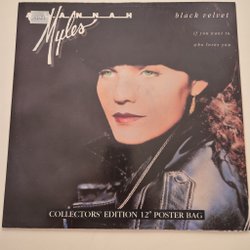 ALANNAH
Myles
black velvet
if you want to
who loves you
COLLECTORS' EDITION 12" POSTER BAG